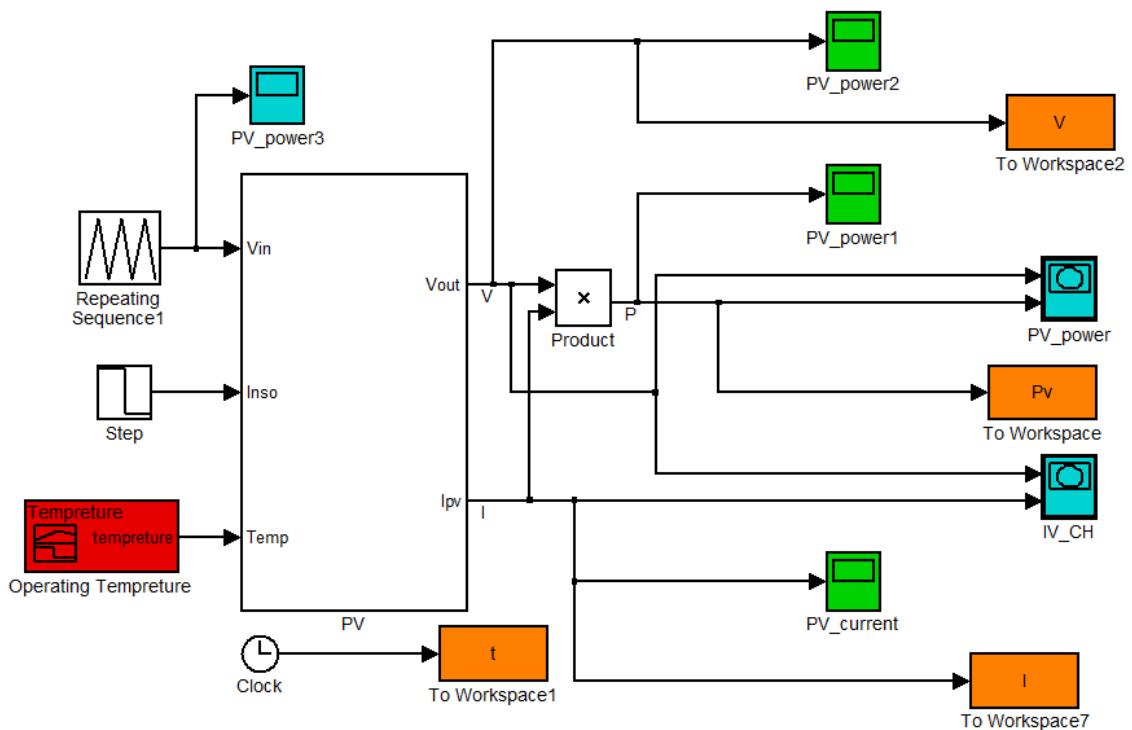 PV_power2
PV_power3
V
To Workspace2
PV_power1
Repeating
Sequence1
Vin
Vout
V
×
P
Product
PV_power
Step
Inso
Pv
To Workspace
Tempreture
tempreture
Operating Tempreture
Temp
Ipv
I
IV_CH
PV
PV_current
Clock
t
To Workspace1
I
To Workspace7